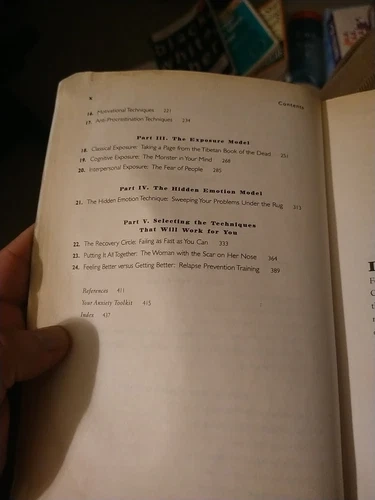 Contents
16. Motivational Techniques 221
17. Anti-Procrastination Techniques 234
Part III. The Exposure Model
18. Classical Exposure: Taking a Page from the Tibetan Book of the Dead 251
19. Cognitive Exposure: The Monster in Your Mind 268
20. Interpersonal Exposure: The Fear of People 285
Part IV. The Hidden Emotion Model
21. The Hidden Emotion Technique: Sweeping Your Problems Under the Rug 313
Part V. Selecting the Techniques
That Will Work for You
22. The Recovery Circle: Failing as Fast as You Can 333
23. Putting It All Together: The Woman with the Scar on Her Nose 364
24. Feeling Better versus Getting Better: Relapse Prevention Training 389
References 411
Your Anxiety Toolkit 415
Index 437